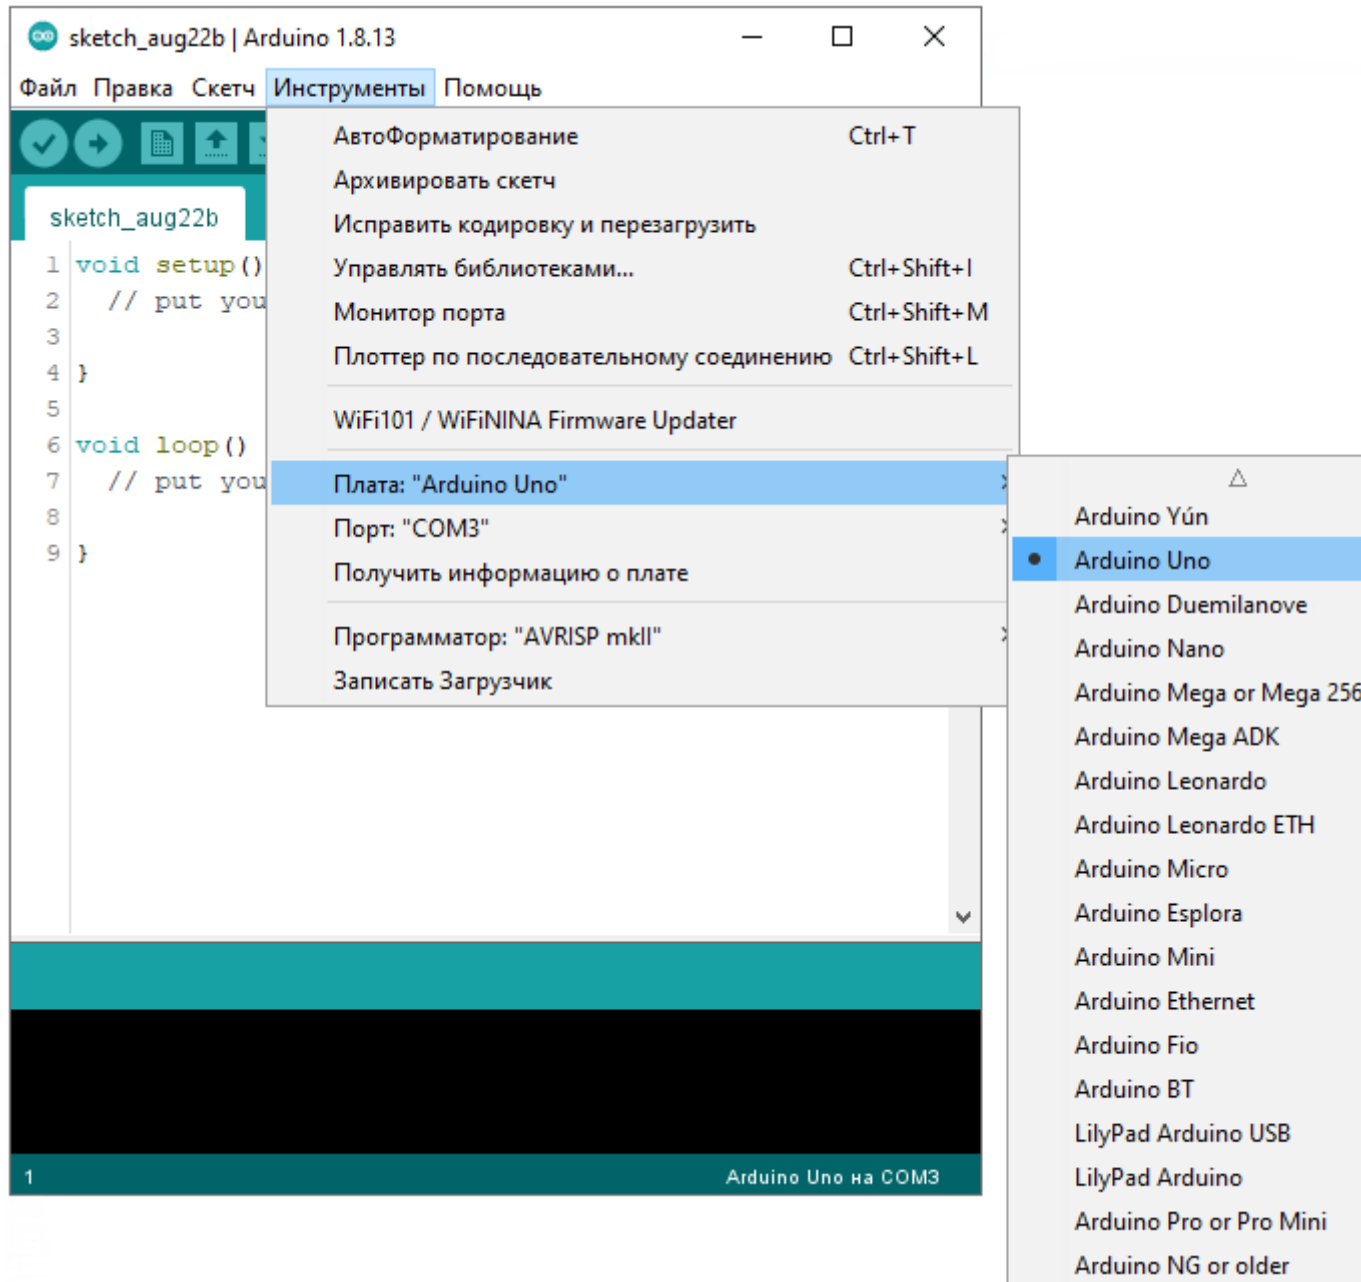 sketch_aug22b | Arduino 1.8.13
Файл Правка Скетч Инструменты Помощь
АвтоФорматирование Ctrl+T
Архивировать скетч
Исправить кодировку и перезагрузить
Управлять библиотеками... Ctrl+Shift+I
Монитор порта Ctrl+Shift+M
Плоттер по последовательному соединению Ctrl+Shift+L
WiFi101 / WiFiNINA Firmware Updater
Плата: "Arduino Uno"
Порт: "COM3"
Получить информацию о плате
Программатор: "AVRISP mkII"
Записать Загрузчик
sketch_aug22b
1 void setup()
2 // put you
3
4 }
5
6 void loop()
7 // put you
8
9 }
Arduino Yún
Arduino Uno
Arduino Duemilanove
Arduino Nano
Arduino Mega or Mega 256
Arduino Mega ADK
Arduino Leonardo
Arduino Leonardo ETH
Arduino Micro
Arduino Esplora
Arduino Mini
Arduino Ethernet
Arduino Fio
Arduino BT
LilyPad Arduino USB
LilyPad Arduino
Arduino Pro or Pro Mini
Arduino NG or older
1 Arduino Uno на COM3